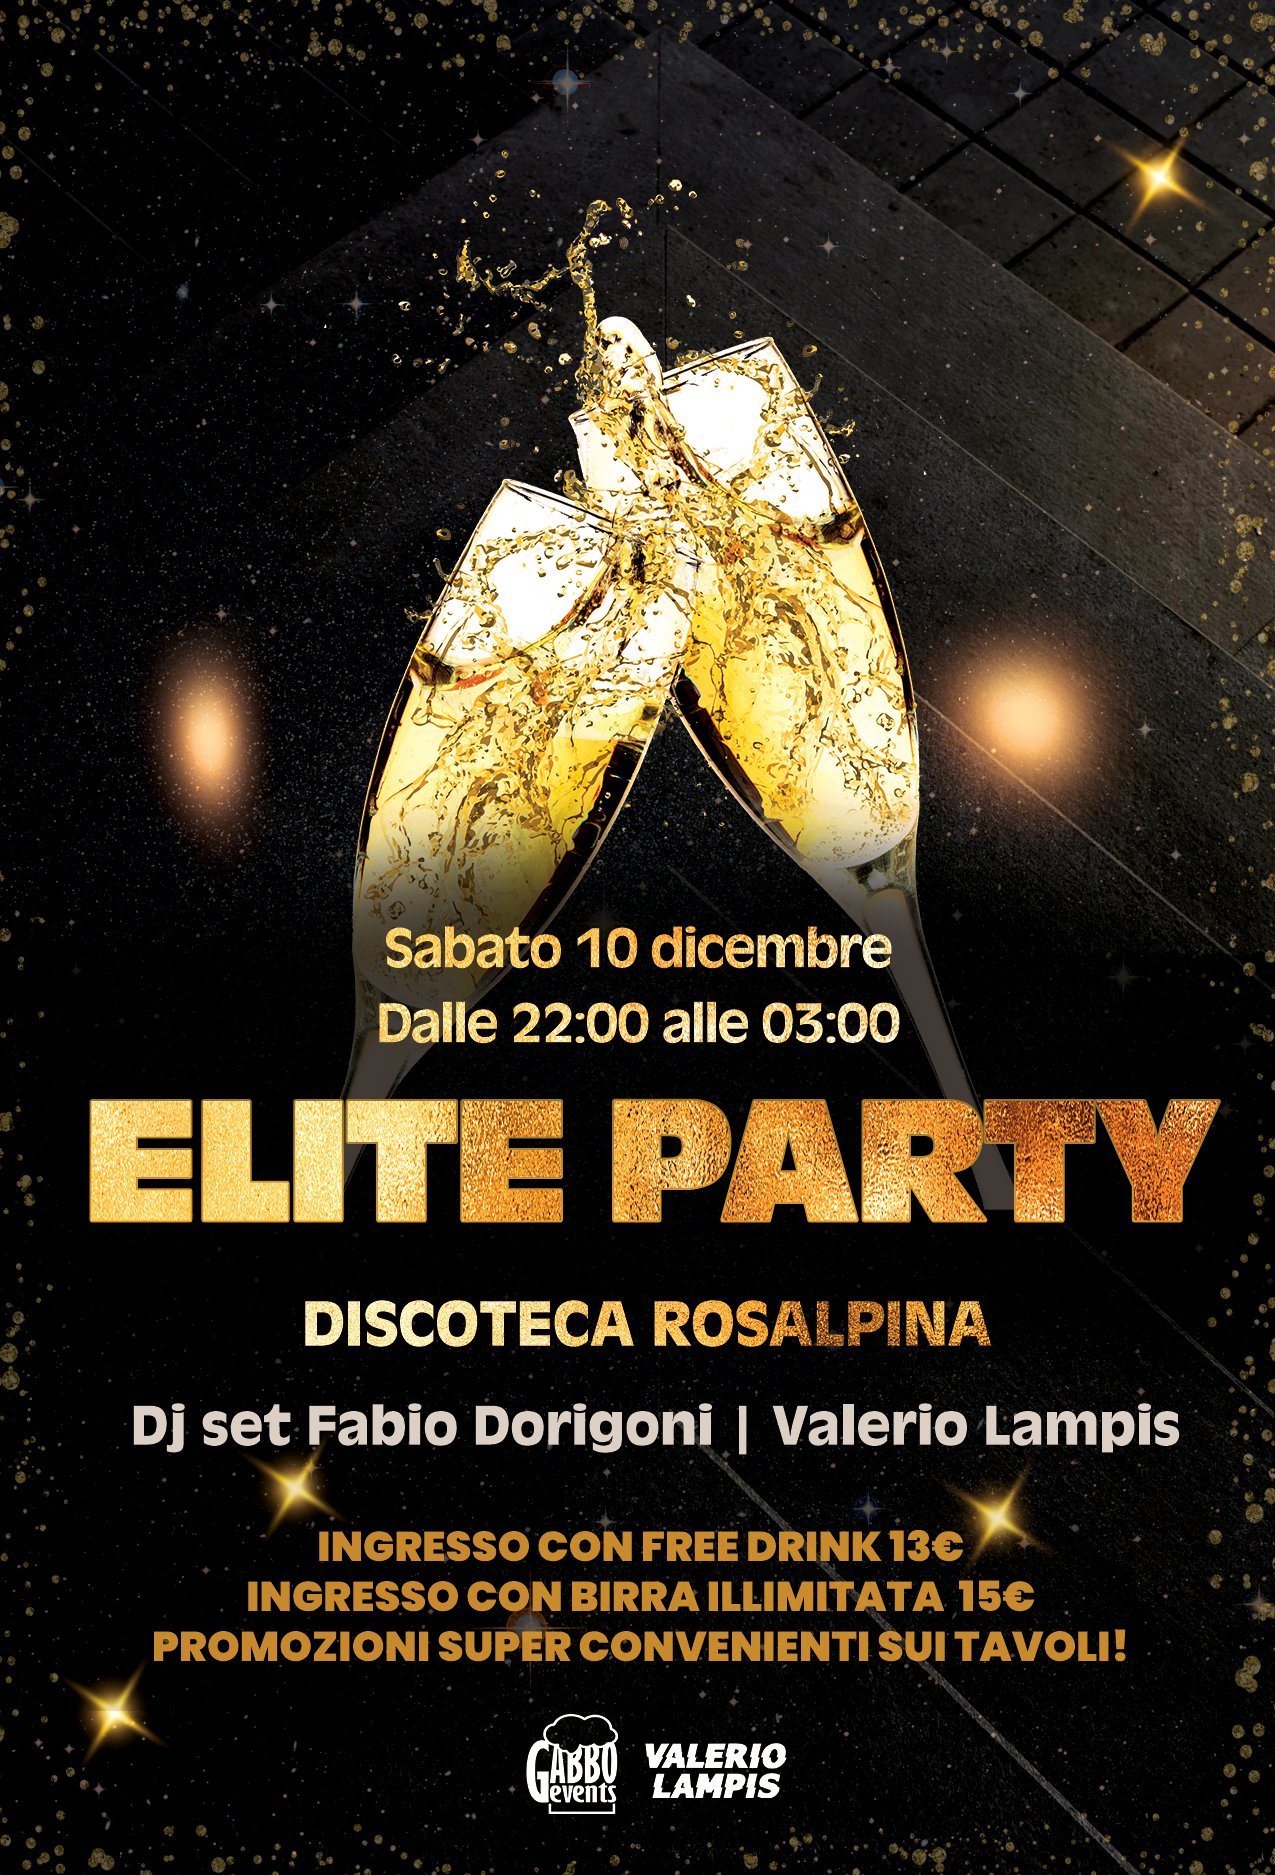 Sabato 10 dicembre
Dalle 22:00 alle 03:00
ELITE PARTY
DISCOTECA ROSALPINA
Dj set Fabio Dorigoni | Valerio Lampis
INGRESSO CON FREE DRINK 13€
INGRESSO CON BIRRA ILLIMITATA 15€
PROMOZIONI SUPER CONVENIENTI SUI TAVOLI!
GABBO
events
VALERIO
LAMPIS